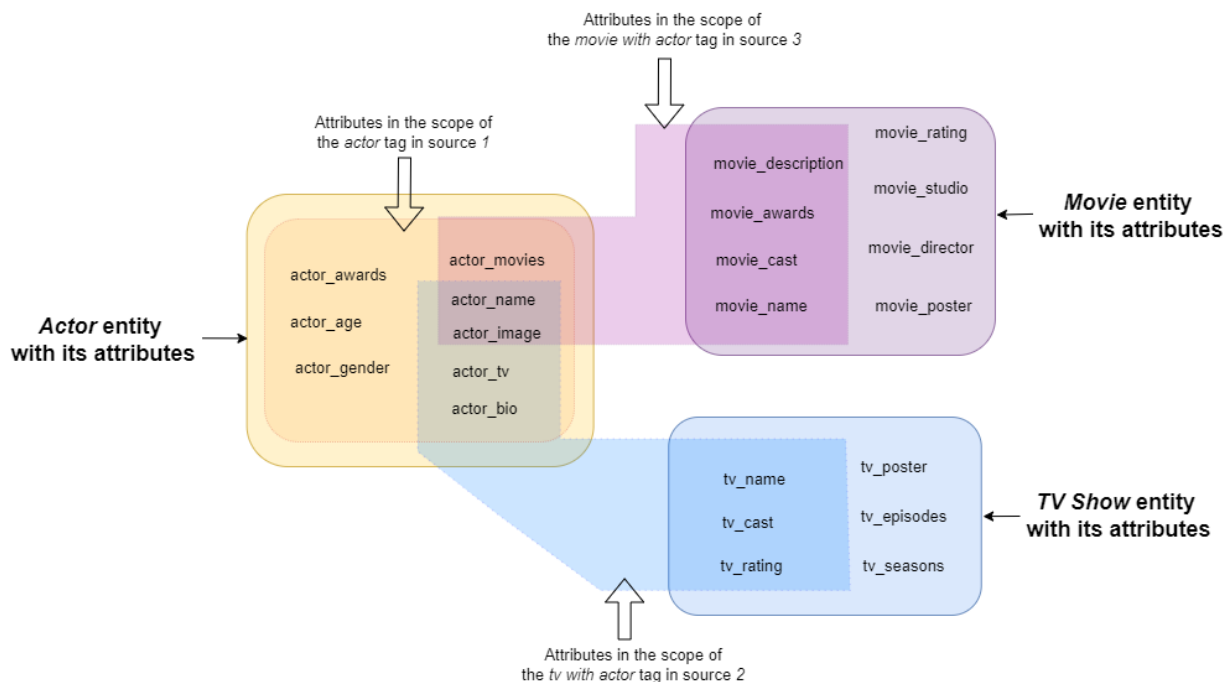 Attributes in the scope of
the movie with actor tag in source 3
Attributes in the scope of
the actor tag in source 1
movie_rating
movie_description
movie_studio
movie_awards
movie_director
movie_cast
movie_name
movie_poster
Movie entity
with its attributes
actor_movies
actor_awards
actor_name
actor_age
actor_image
actor_gender
actor_tv
actor_bio
Actor entity
with its attributes
tv_poster
tv_name
tv_episodes
tv_cast
tv_rating
tv_seasons
TV Show entity
with its attributes
Attributes in the scope of
the tv with actor tag in source 2